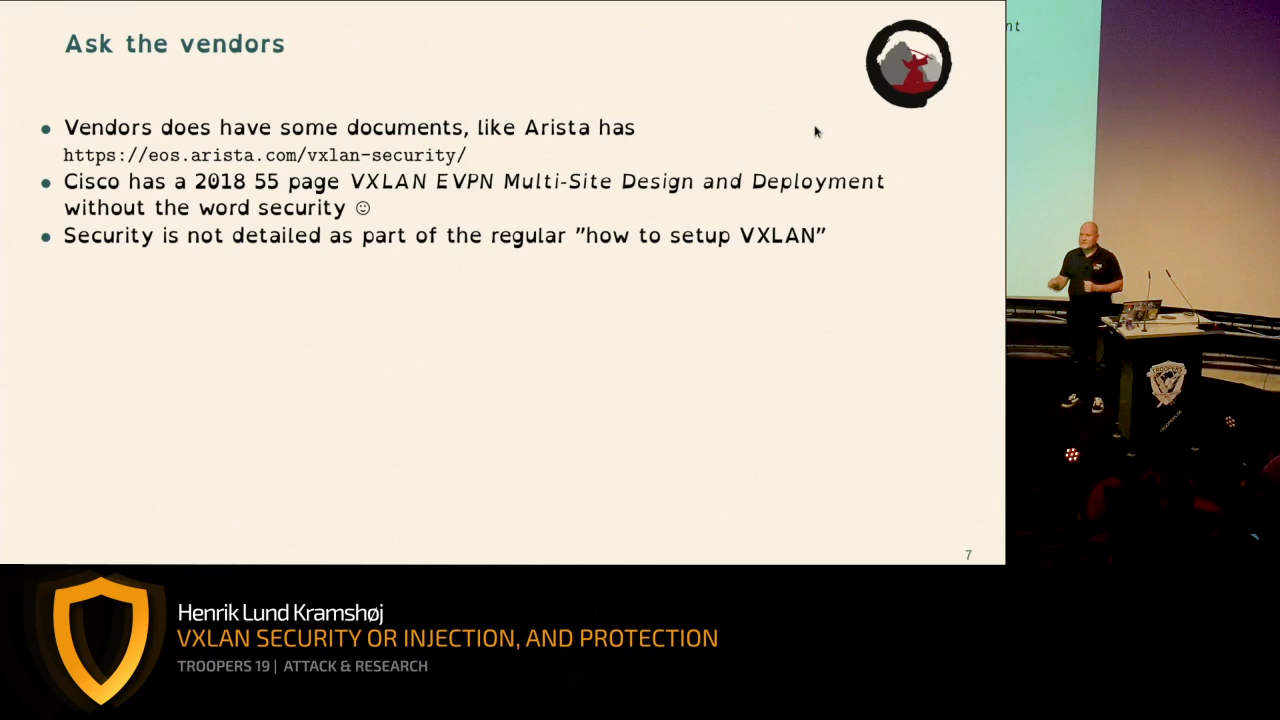 Ask the vendors
• Vendors does have some documents, like Arista has
https://eos.arista.com/vxlan-security/
• Cisco has a 2018 55 page VXLAN EVPN Multi-Site Design and Deployment
without the word security ☺
• Security is not detailed as part of the regular ”how to setup VXLAN”
7
nt
TROOPERS
Henrik Lund Kramshøj
VXLAN SECURITY OR INJECTION, AND PROTECTION
TROOPERS 19 | ATTACK & RESEARCH